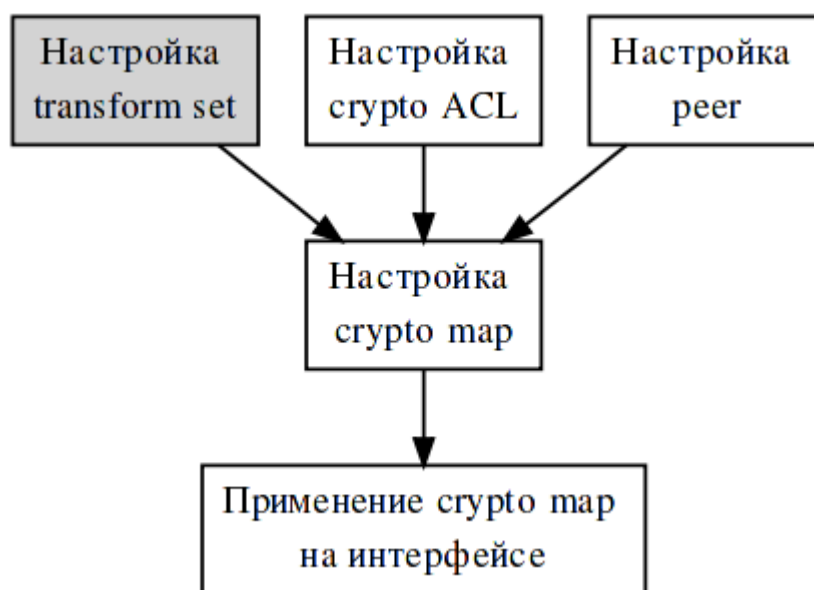 Настройка
transform set
Настройка
crypto ACL
Настройка
peer
Настройка
crypto map
Применение crypto map
на интерфейсе